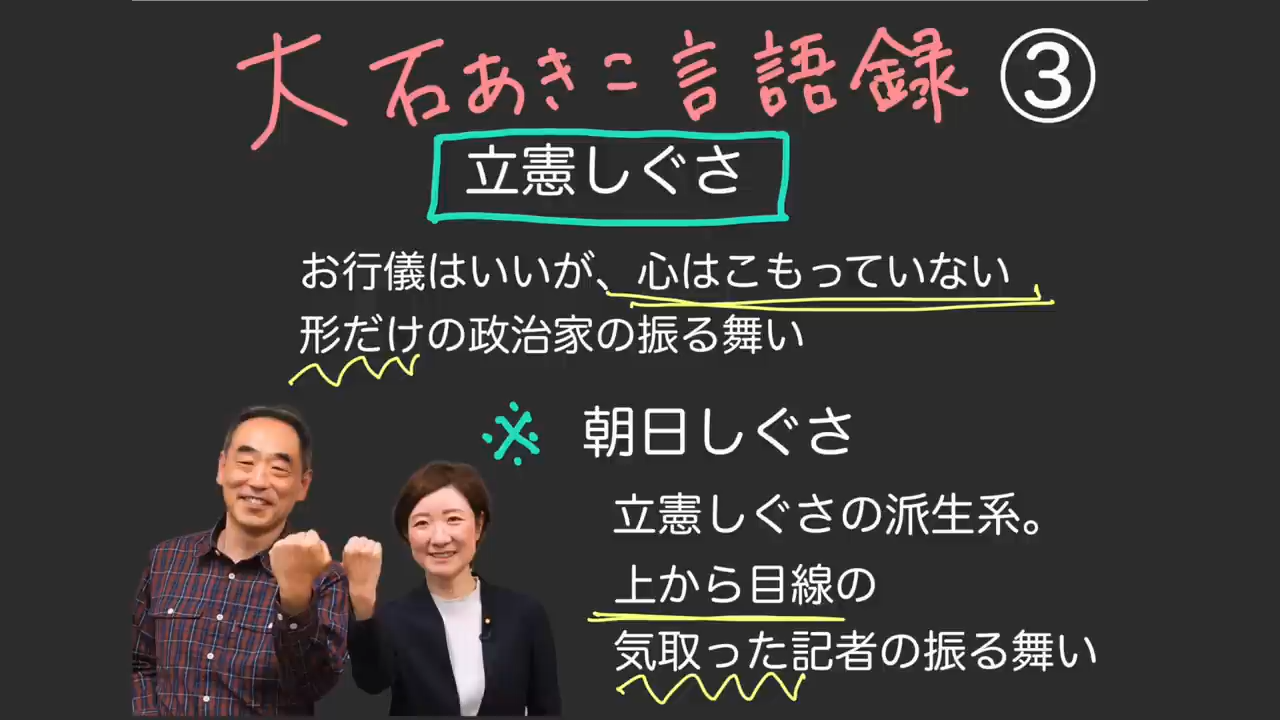 大石あきこ言語録 ③
立憲しぐさ
お行儀はいいが、心はこもっていない
形だけの政治家の振る舞い
※ 朝日しぐさ
立憲しぐさの派生系。
上から目線の
気取った記者の振る舞い